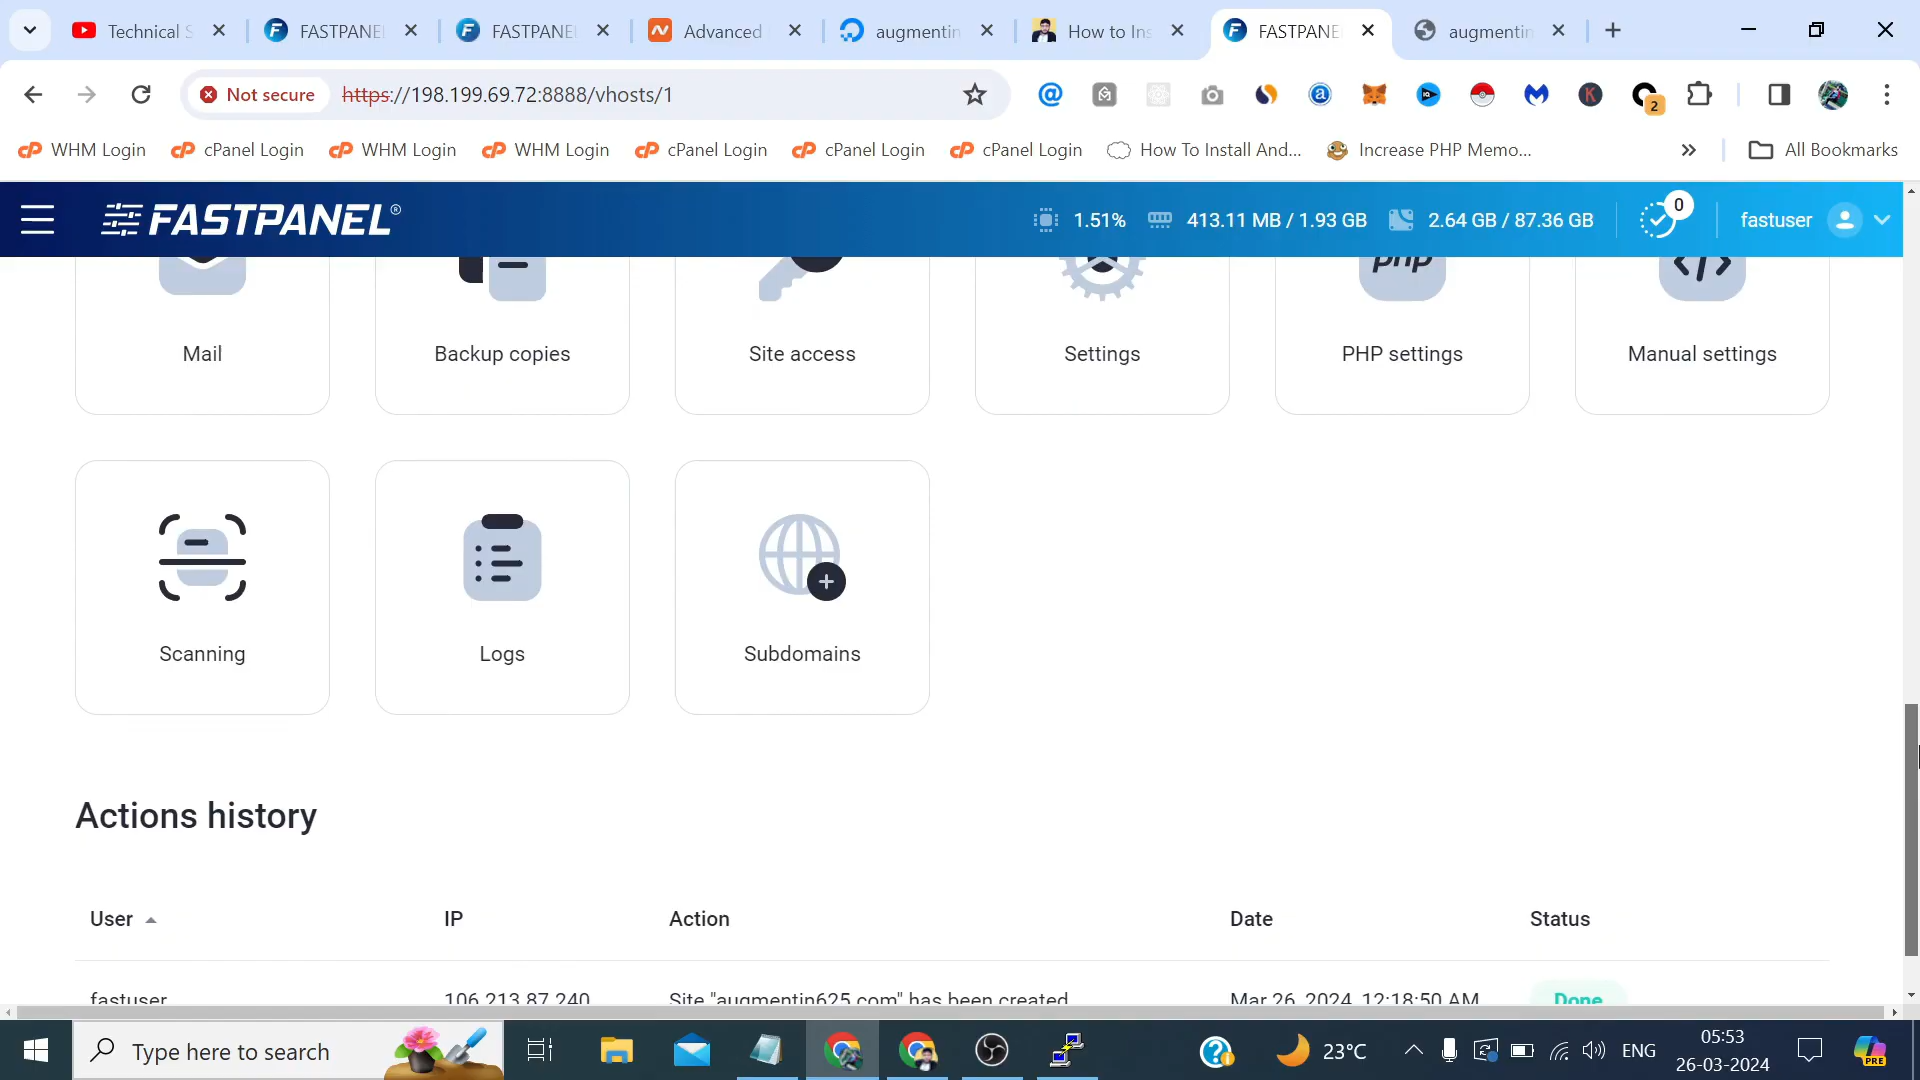 Technical S
FASTPANE
FASTPANE
Advanced
augmentin
How to Ins
FASTPANE
augmentin
Not secure
https://198.199.69.72:8888/vhosts/1
2
WHM Login
cPanel Login
WHM Login
WHM Login
cPanel Login
cPanel Login
cPanel Login
How To Install And...
Increase PHP Memo...
All Bookmarks
FASTPANEL®
1.51%
413.11 MB / 1.93 GB
2.64 GB / 87.36 GB
0
fastuser
php
Mail
Backup copies
Site access
Settings
PHP settings
Manual settings
Scanning
Logs
Subdomains
Actions history
User
IP
Action
Date
Status
fastuser
106.213.87.240
Site "augmentin625.com" has been created
Mar 26, 2024, 12:18:50 AM
Done
Type here to search
23°C
ENG
05:53
26-03-2024
PRE